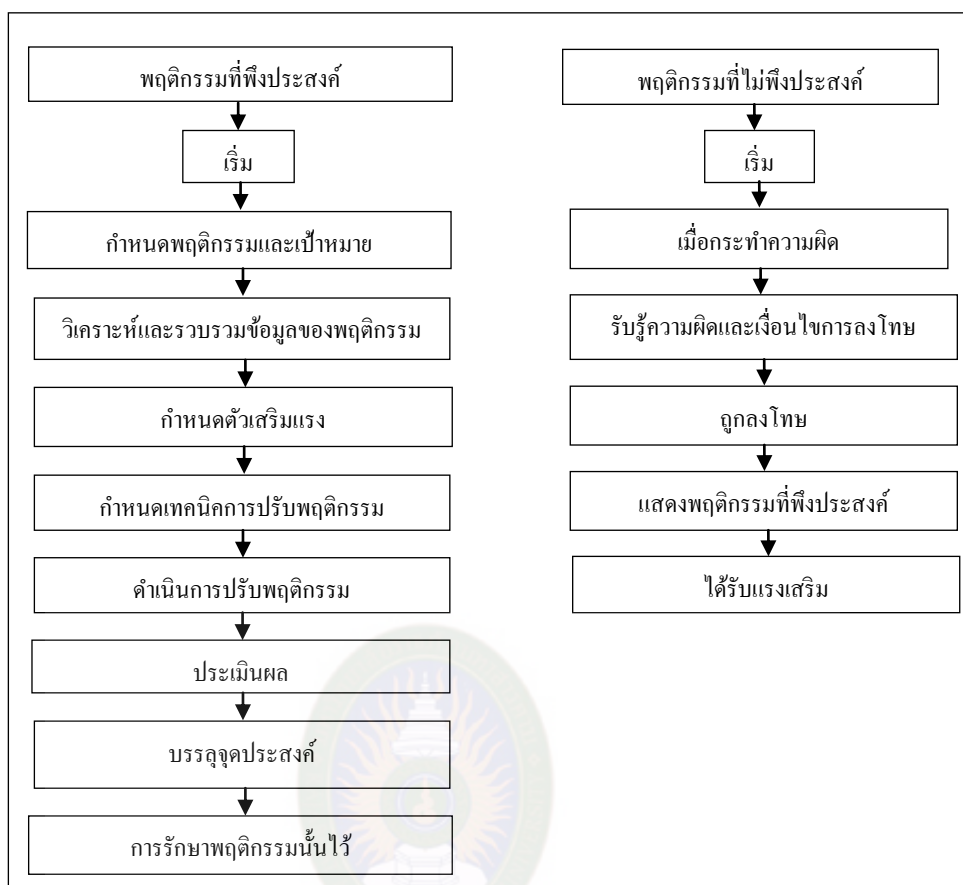 พฤติกรรมที่พึงประสงค์
เริ่ม
กำหนดพฤติกรรมและเป้าหมาย
วิเคราะห์และรวบรวมข้อมูลของพฤติกรรม
กำหนดตัวเสริมแรง
กำหนดเทคนิคการปรับพฤติกรรม
ดำเนินการปรับพฤติกรรม
ประเมินผล
บรรลุจุดประสงค์
การรักษาพฤติกรรมนั้นไว้
พฤติกรรมที่ไม่พึงประสงค์
เริ่ม
เมื่อกระทำความผิด
รับรู้ความผิดและเงื่อนไขการลงโทษ
ถูกลงโทษ
แสดงพฤติกรรมที่พึงประสงค์
ได้รับแรงเสริม